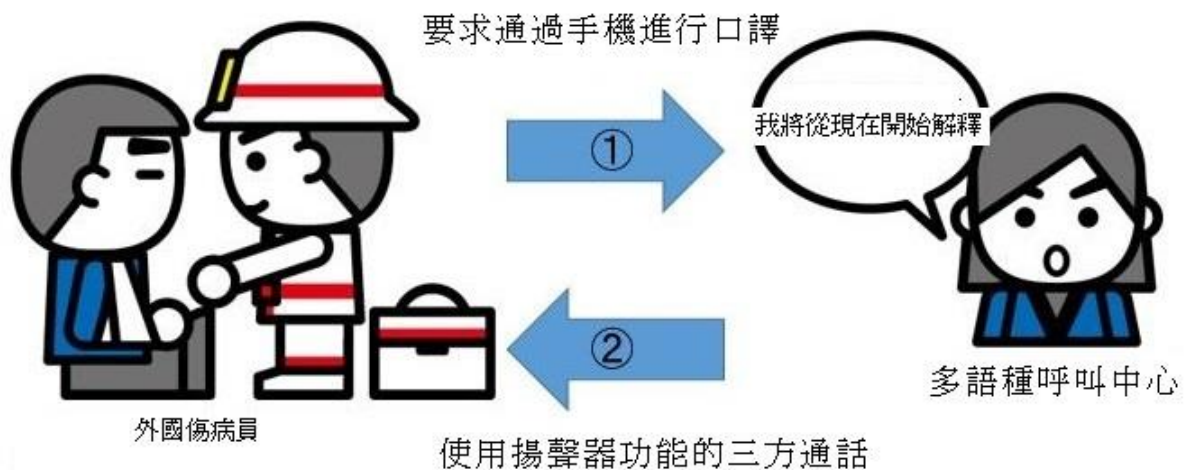 要求通過手機進行口譯
①
我將從現在開始解釋
②
多語種呼叫中心
外國傷病員
使用揚聲器功能的三方通話